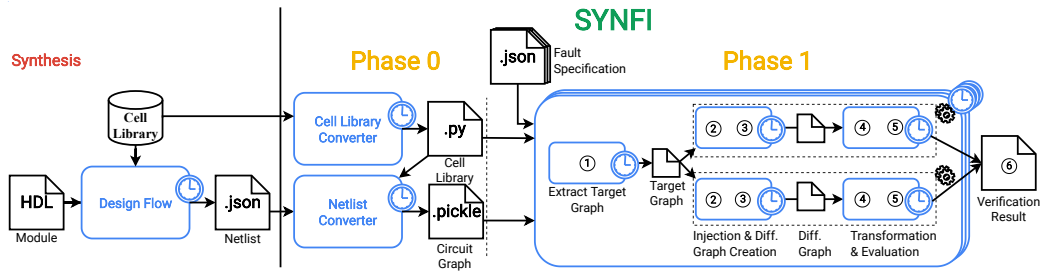 SYNFI
Synthesis
Phase 0
Phase 1
.json
Fault
Specification
Cell
Library
Cell Library
Converter
.py
Cell
Library
HDL
Module
Design Flow
.json
Netlist
Netlist
Converter
.pickle
Circuit
Graph
①
Extract Target
Graph
Target
Graph
② ③
④ ⑤
② ③
④ ⑤
Injection & Diff.
Graph Creation
Diff.
Graph
Transformation
& Evaluation
⑥
Verification
Result